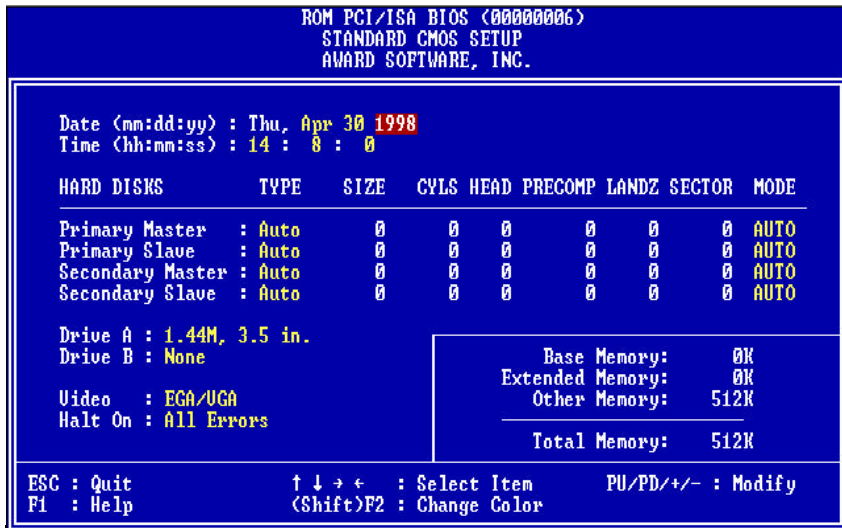 ROM PCI/ISA BIOS (00000006)
STANDARD CMOS SETUP
AWARD SOFTWARE, INC.
Date (mm:dd:yy) : Thu, Apr 30 1998
Time (hh:mm:ss) : 14 : 8 : 0
HARD DISKS TYPE SIZE CYLS HEAD PRECOMP LANDZ SECTOR MODE
Primary Master : Auto 0 0 0 0 0 0 AUTO
Primary Slave : Auto 0 0 0 0 0 0 AUTO
Secondary Master : Auto 0 0 0 0 0 0 AUTO
Secondary Slave : Auto 0 0 0 0 0 0 AUTO
Drive A : 1.44M, 3.5 in.
Drive B : None
Video : EGA/VGA
Halt On : All Errors
Base Memory: 0K
Extended Memory: 0K
Other Memory: 512K
Total Memory: 512K
ESC : Quit ↑ ↓ → ← : Select Item PU/PD/+/- : Modify
F1 : Help (Shift)F2 : Change Color